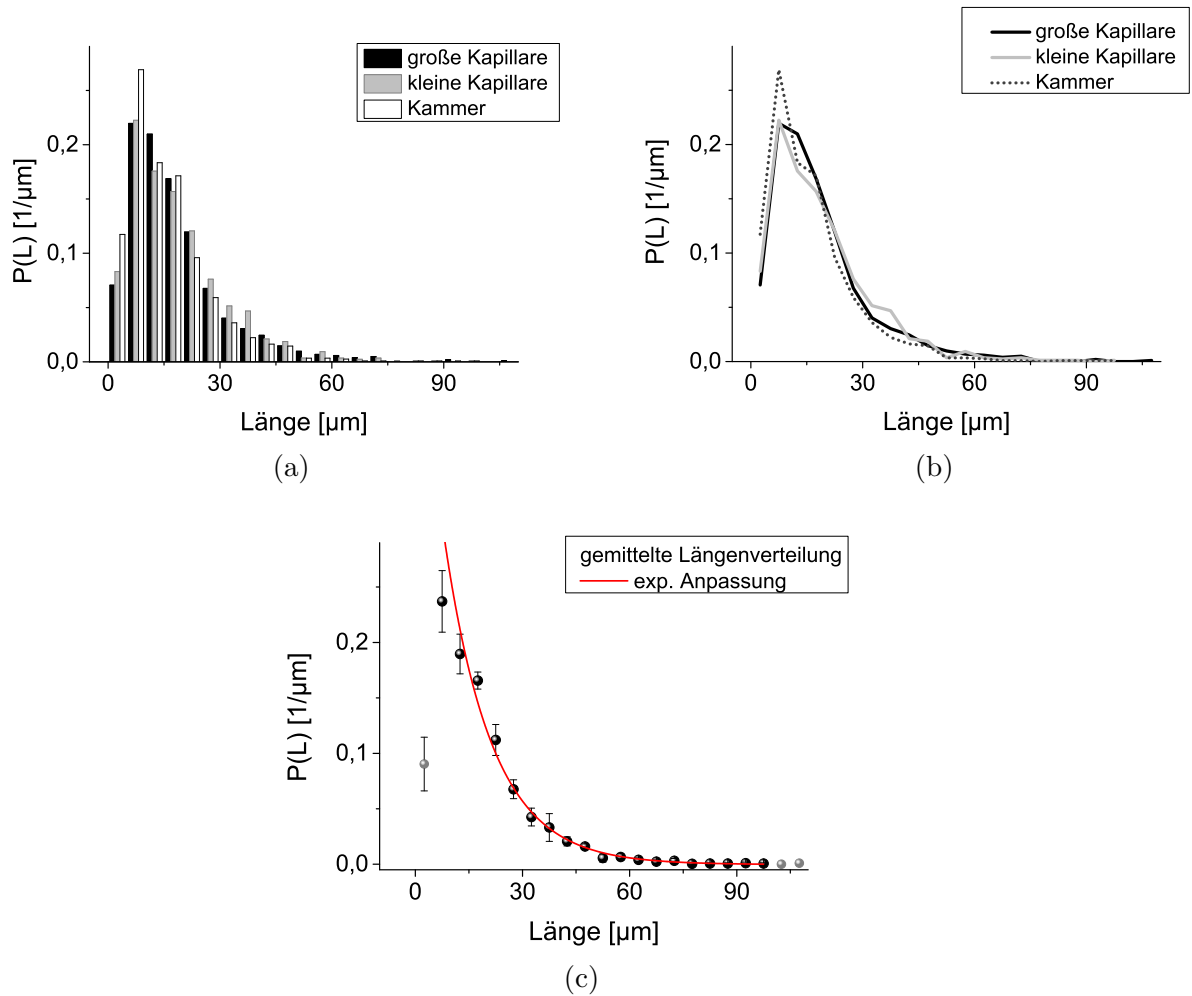 große Kapillare
kleine Kapillare
Kammer
P(L) [1/µm]
0,2
0,1
0,0
0 30 60 90
Länge [µm]
(a)
große Kapillare
kleine Kapillare
Kammer
P(L) [1/µm]
0,2
0,1
0,0
0 30 60 90
Länge [µm]
(b)
gemittelte Längenverteilung
exp. Anpassung
P(L) [1/µm]
0,2
0,1
0,0
0 30 60 90
Länge [µm]
(c)